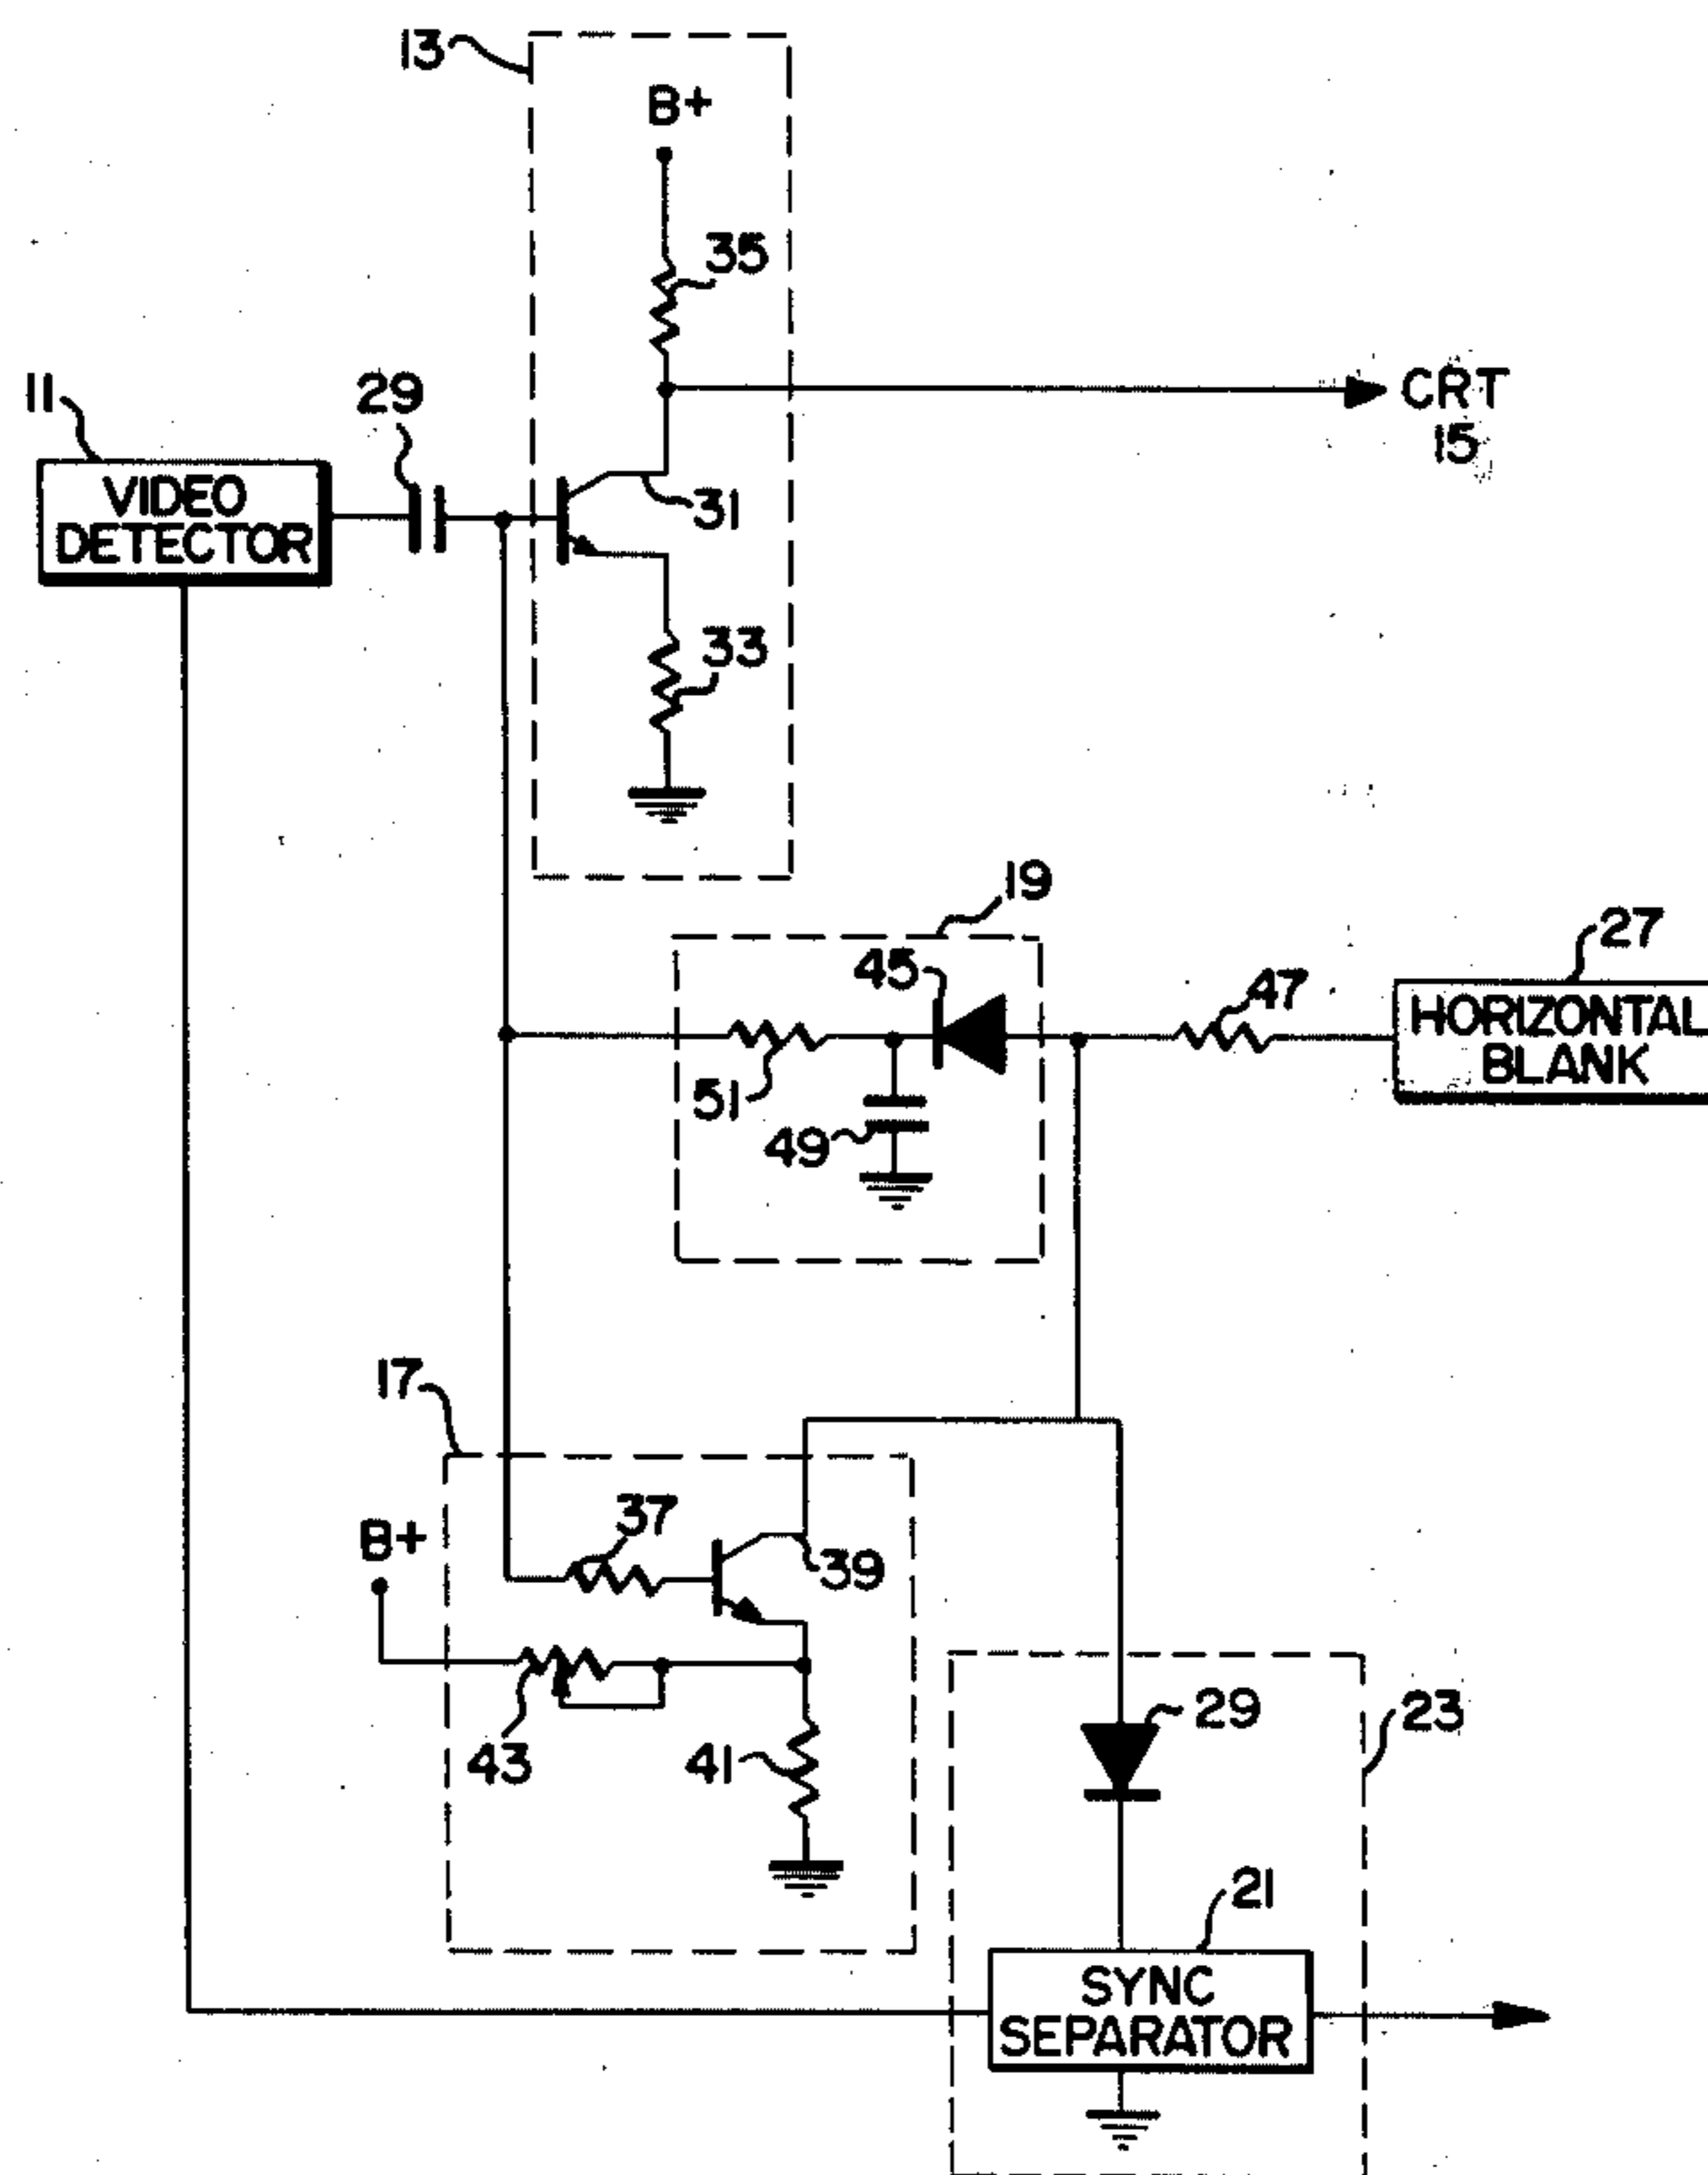 13
B+
35
CRT
15
11
29
VIDEO
DETECTOR
31
33
19
27
45
47
HORIZONTAL
BLANK
51
49
17
37
B+
39
29
23
43
41
21
SYNC
SEPARATOR